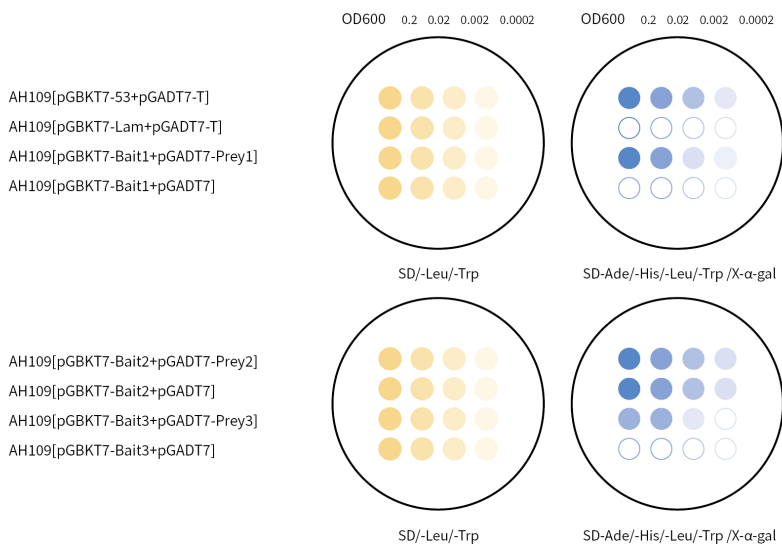 OD600 0.2 0.02 0.002 0.0002 OD600 0.2 0.02 0.002 0.0002
AH109[pGBKT7-53+pGADT7-T]
AH109[pGBKT7-Lam+pGADT7-T]
AH109[pGBKT7-Bait1+pGADT7-Prey1]
AH109[pGBKT7-Bait1+pGADT7]
SD/-Leu/-Trp SD-Ade/-His/-Leu/-Trp /X-α-gal
AH109[pGBKT7-Bait2+pGADT7-Prey2]
AH109[pGBKT7-Bait2+pGADT7]
AH109[pGBKT7-Bait3+pGADT7-Prey3]
AH109[pGBKT7-Bait3+pGADT7]
SD/-Leu/-Trp SD-Ade/-His/-Leu/-Trp /X-α-gal